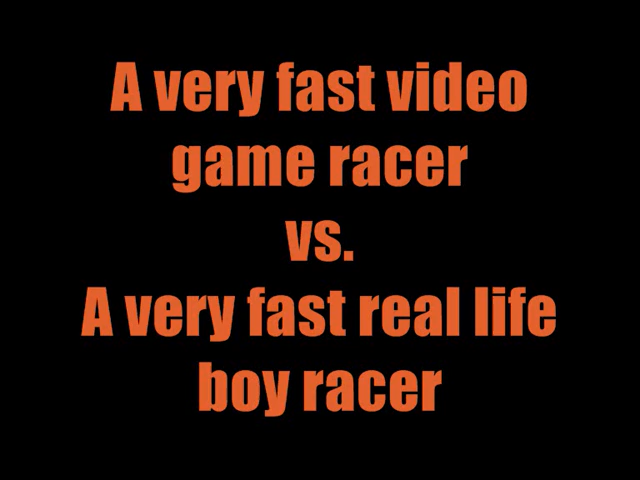 A very fast video
game racer
vs.
A very fast real life
boy racer